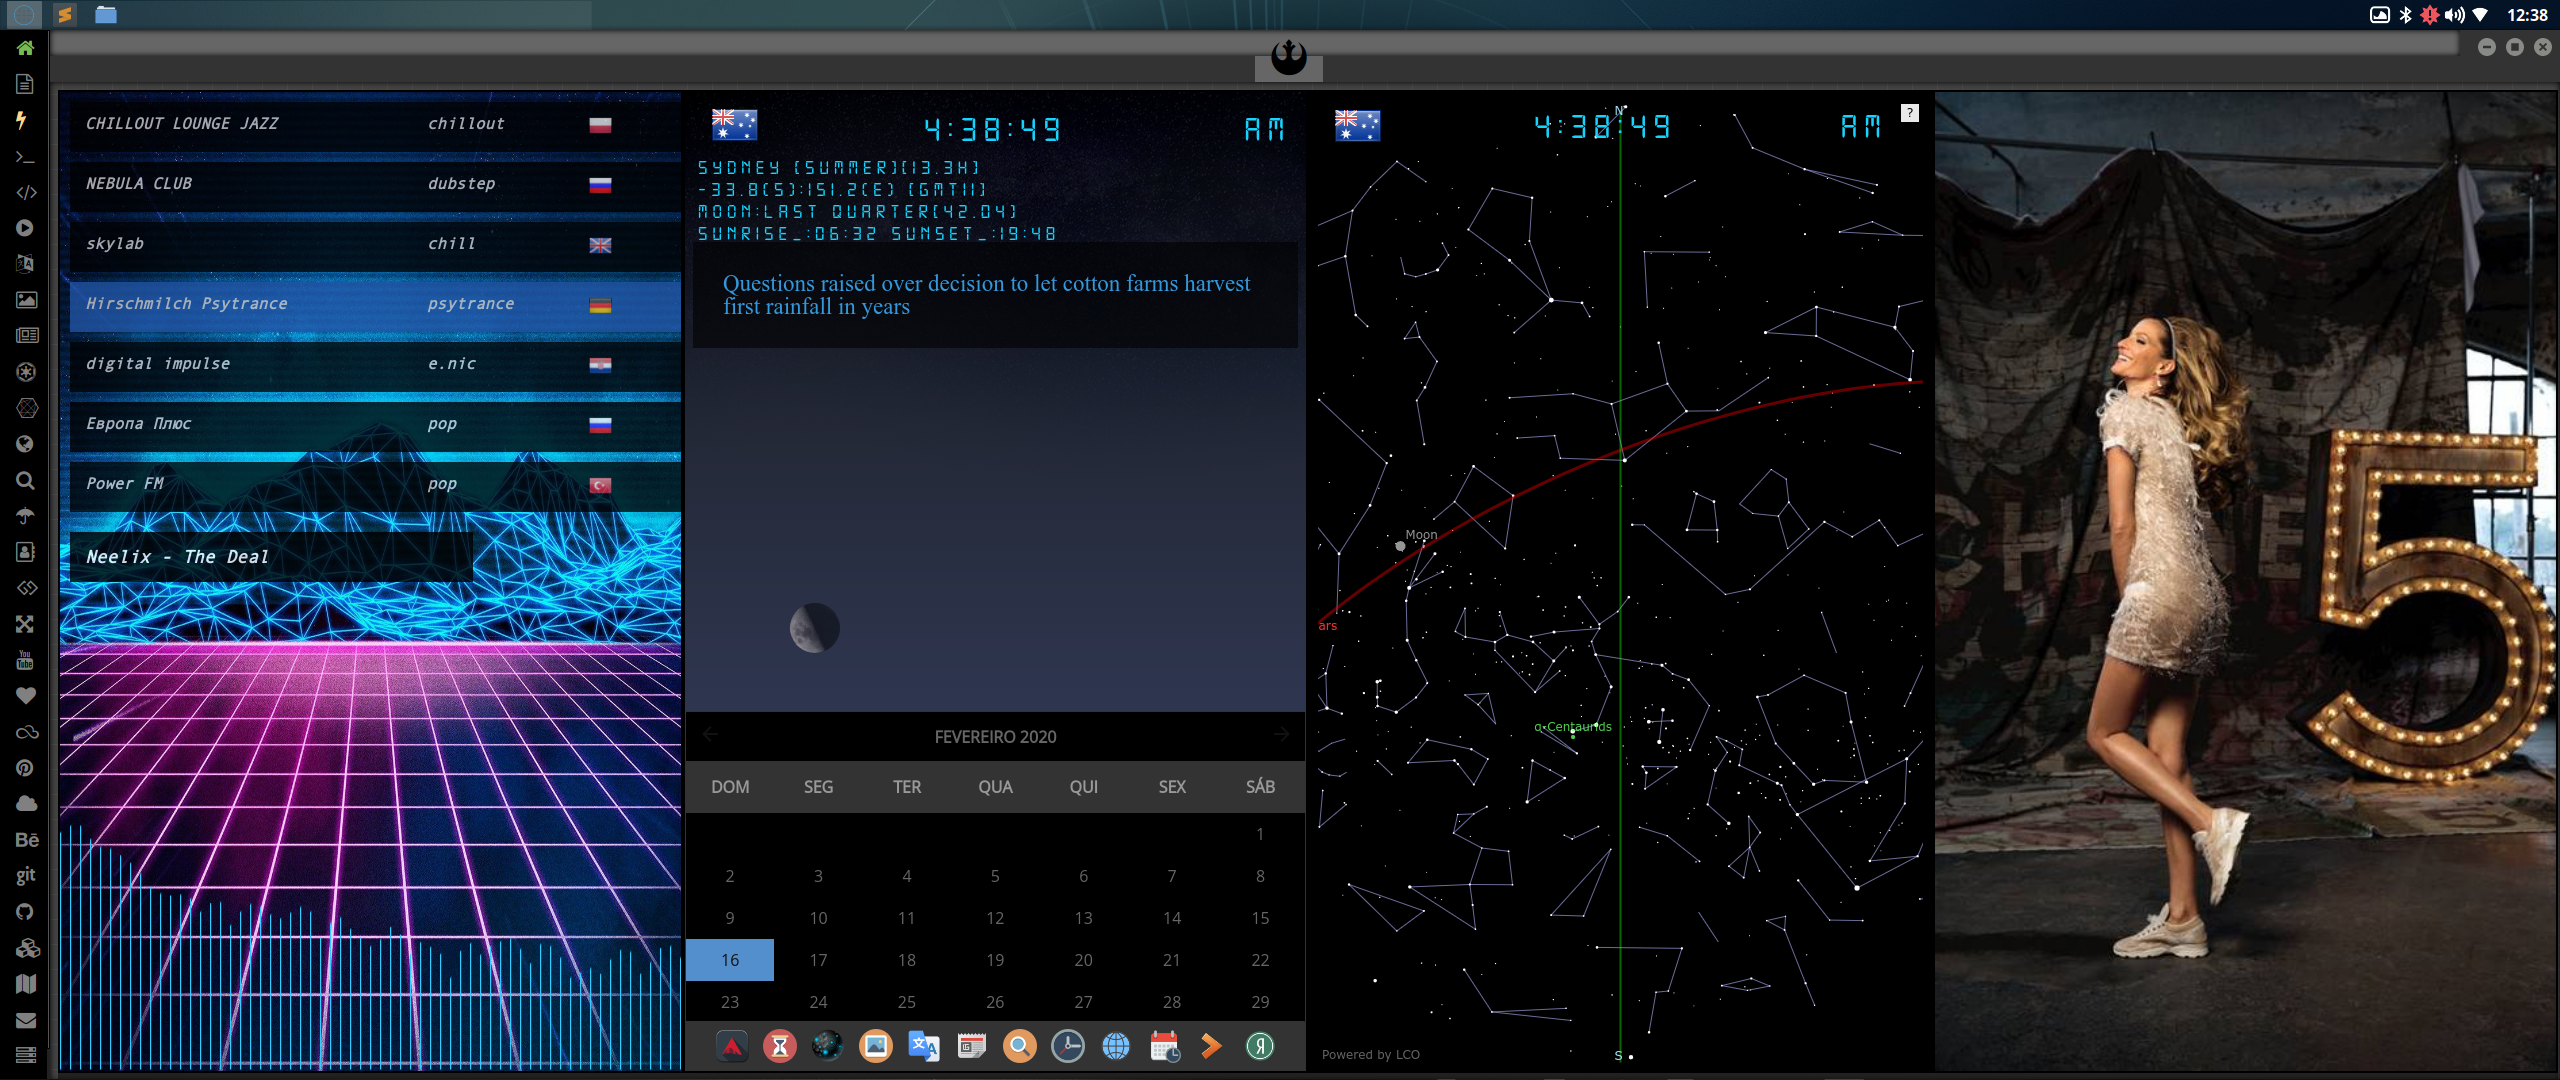 12:38
CHILLOUT LOUNGE JAZZ chillout
NEBULA CLUB dubstep
skylab chill
Hirschmilch Psytrance psytrance
digital impulse e.nic
Европа Плюс pop
Power FM pop
Neelix - The Deal
You
Tube
Bē
git
4:38:49 AM
SYDNEY [SUMMER][13.3H]
-33.8(S):151.2(E) [GMT11]
MOON:LAST QUARTER[42.04]
SUNRISE_:06:32 SUNSET_:19:48
Questions raised over decision to let cotton farms harvest
first rainfall in years
FEVEREIRO 2020
DOM SEG TER QUA QUI SEX SÁB
1
2 3 4 5 6 7 8
9 10 11 12 13 14 15
16 17 18 19 20 21 22
23 24 25 26 27 28 29
N
4:38:49 AM
?
Moon
ars
α-Centaurids
S
Powered by LCO
5